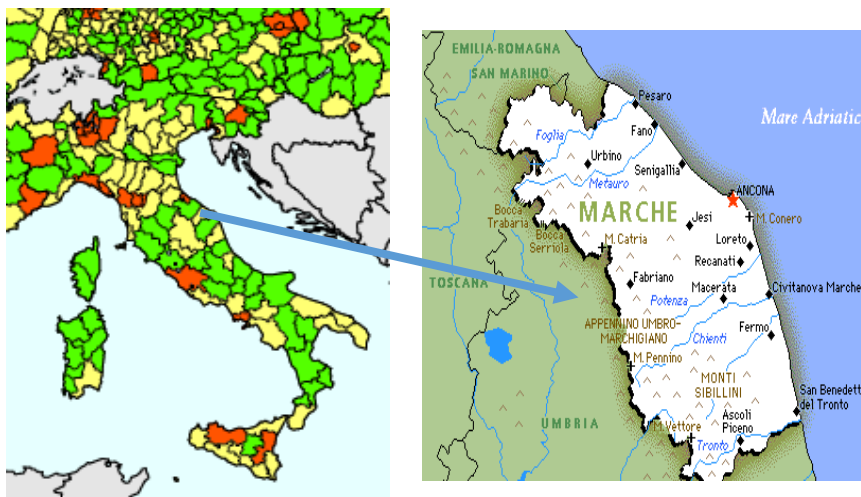 EMILIA-ROMAGNA
SAN MARINO
Pesaro
Mare Adriatic
Foglia
Fano
Urbino
Senigallia
Metauro
ANCONA
Bocca
Trabaria
MARCHE
Jesi
M. Conero
Bocca
Serriola
M. Catria
Loreto
Recanati
TOSCANA
Fabriano
Macerata
Civitanova Marche
Potenza
APPENNINO UMBRO-
MARCHIGIANO
Chienti
Fermo
M. Pennino
MONTI
SIBILLINI
San Benedett
del Tronto
UMBRIA
M. Vettore
Ascoli
Piceno
Tronto